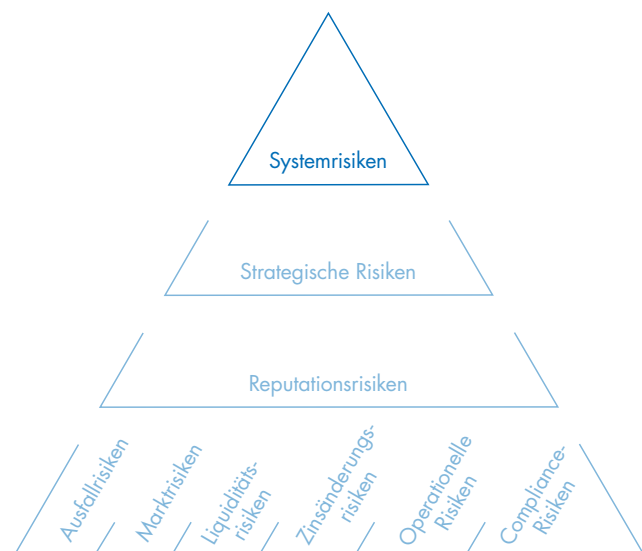 Systemrisiken
Strategische Risiken
Reputationsrisiken
Ausfallrisiken
Marktrisiken
Liquiditäts-
risiken
Zinsänderungs-
risiken
Operationelle
Risiken
Compliance-
Risiken